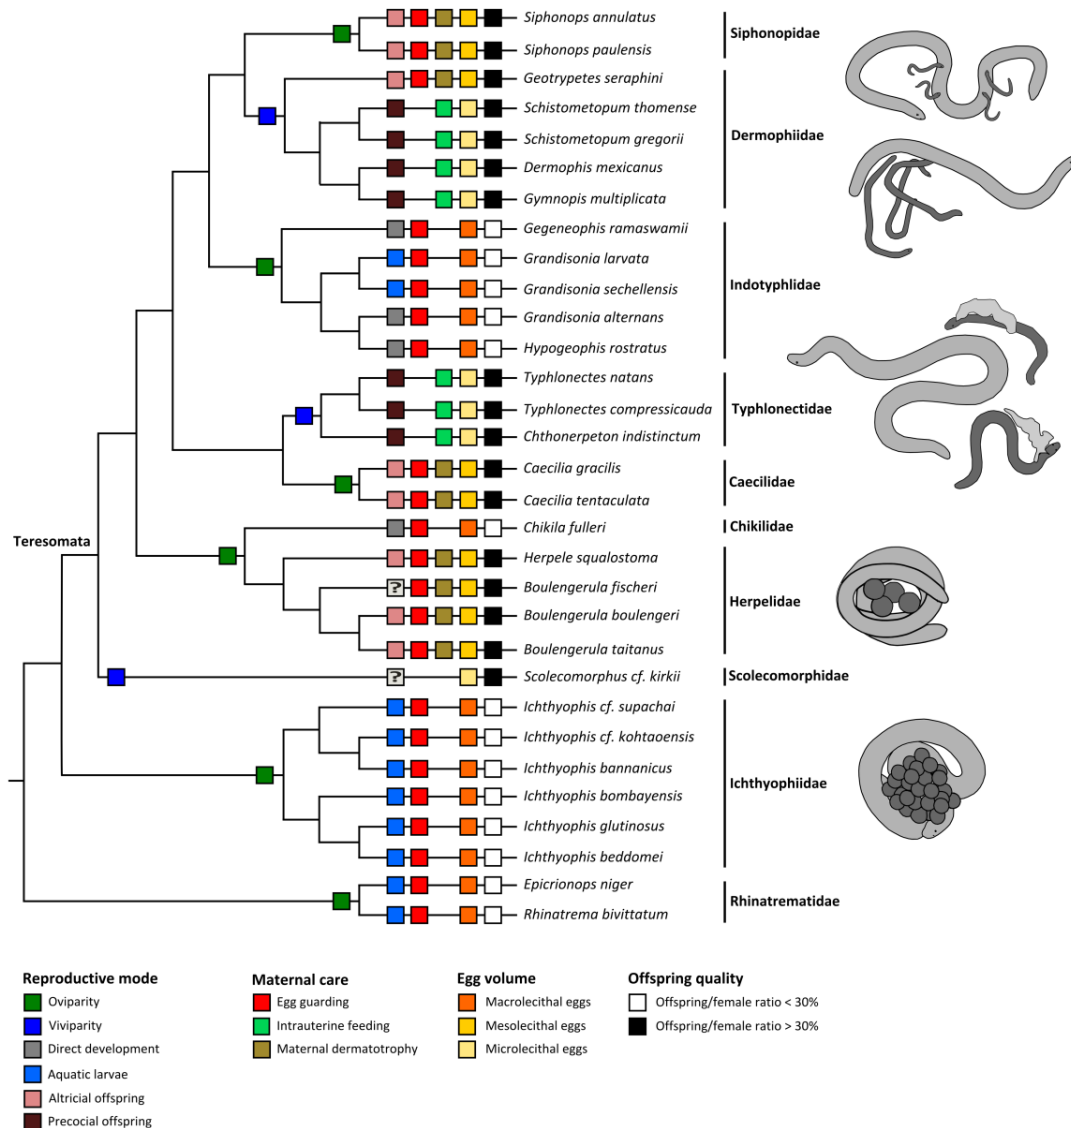 Siphonops annulatus
Siphonops paulensis
Siphonopidae
Geotrypetes seraphini
Schistometopum thomense
Schistometopum gregorii
Dermophis mexicanus
Gymnopis multiplicata
Dermophiidae
Gegeneophis ramaswamii
Grandisonia larvata
Grandisonia sechellensis
Grandisonia alternans
Hypogeophis rostratus
Indotyphlidae
Typhlonectes natans
Typhlonectes compressicauda
Chthonerpeton indistinctum
Typhlonectidae
Caecilia gracilis
Caecilia tentaculata
Caecilidae
Chikila fulleri
Chikilidae
Teresomata
Herpele squalostoma
? Boulengerula fischeri
Boulengerula boulengeri
Boulengerula taitanus
Herpelidae
? Scolecomorphus cf. kirkii
Scolecomorphidae
Ichthyophis cf. supachai
Ichthyophis cf. kohtaoensis
Ichthyophis bannanicus
Ichthyophis bombayensis
Ichthyophis glutinosus
Ichthyophis beddomei
Ichthyophiidae
Epicrionops niger
Rhinatrema bivittatum
Rhinatrematidae
Reproductive mode
Oviparity
Viviparity
Direct development
Aquatic larvae
Altricial offspring
Precocial offspring
Maternal care
Egg guarding
Intrauterine feeding
Maternal dermatotrophy
Egg volume
Macrolecithal eggs
Mesolecithal eggs
Microlecithal eggs
Offspring quality
Offspring/female ratio < 30%
Offspring/female ratio > 30%